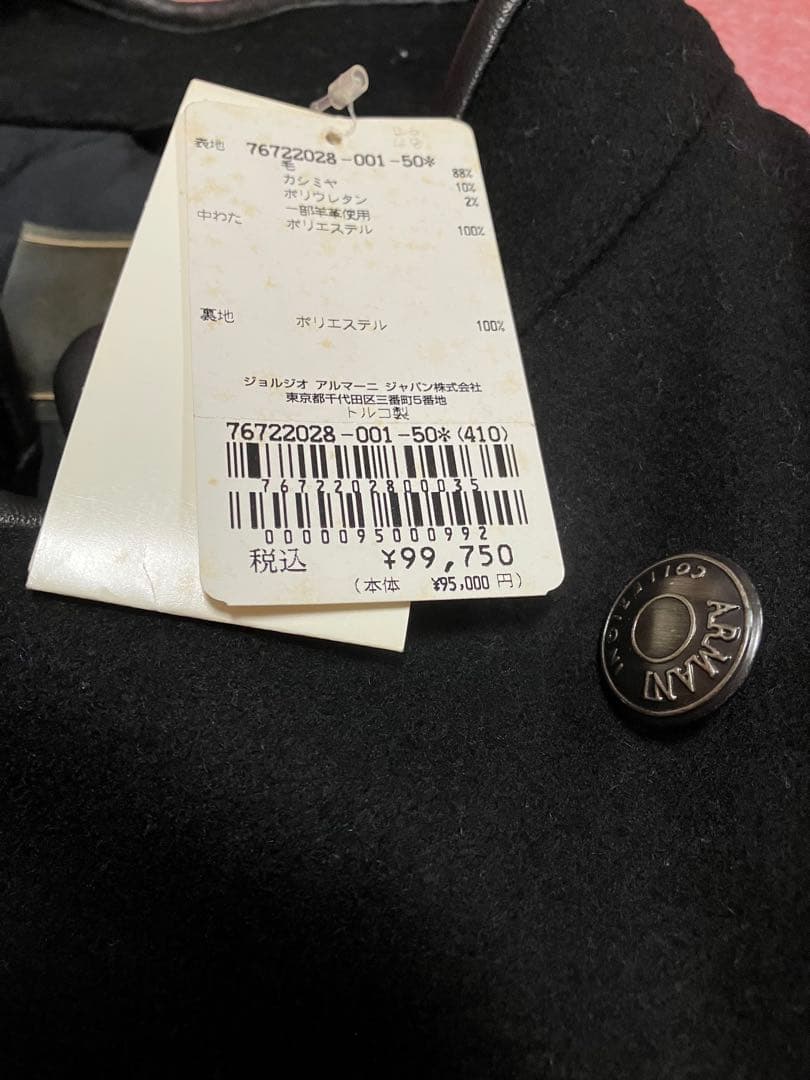 表地 76722028-001-50*
毛 88%
カシミヤ 10%
ポリウレタン 2%
一部羊革使用
中わた ポリエステル 100%
裏地 ポリエステル 100%
ジョルジオ アルマーニ ジャパン株式会社
東京都千代田区三番町5番地
トルコ製
76722028-001-50*(410)
7672202800035
0000095000992
税込 ¥99,750
(本体 ¥95,000円)
ARMANI
COLLEZIONI